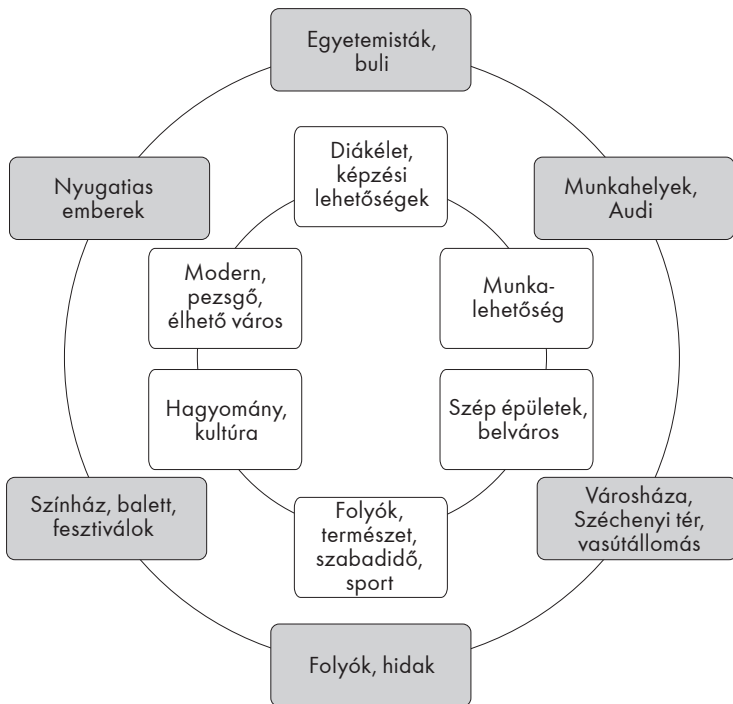 Egyetemisták,
buli
Diákélet,
képzési
lehetőségek
Nyugatias
emberek
Munkahelyek,
Audi
Modern,
pezsgő,
élhető város
Munka-
lehetőség
Hagyomány,
kultúra
Szép épületek,
belváros
Színház, balett,
fesztiválok
Folyók,
természet,
szabadidő,
sport
Városháza,
Széchenyi tér,
vasútállomás
Folyók, hidak